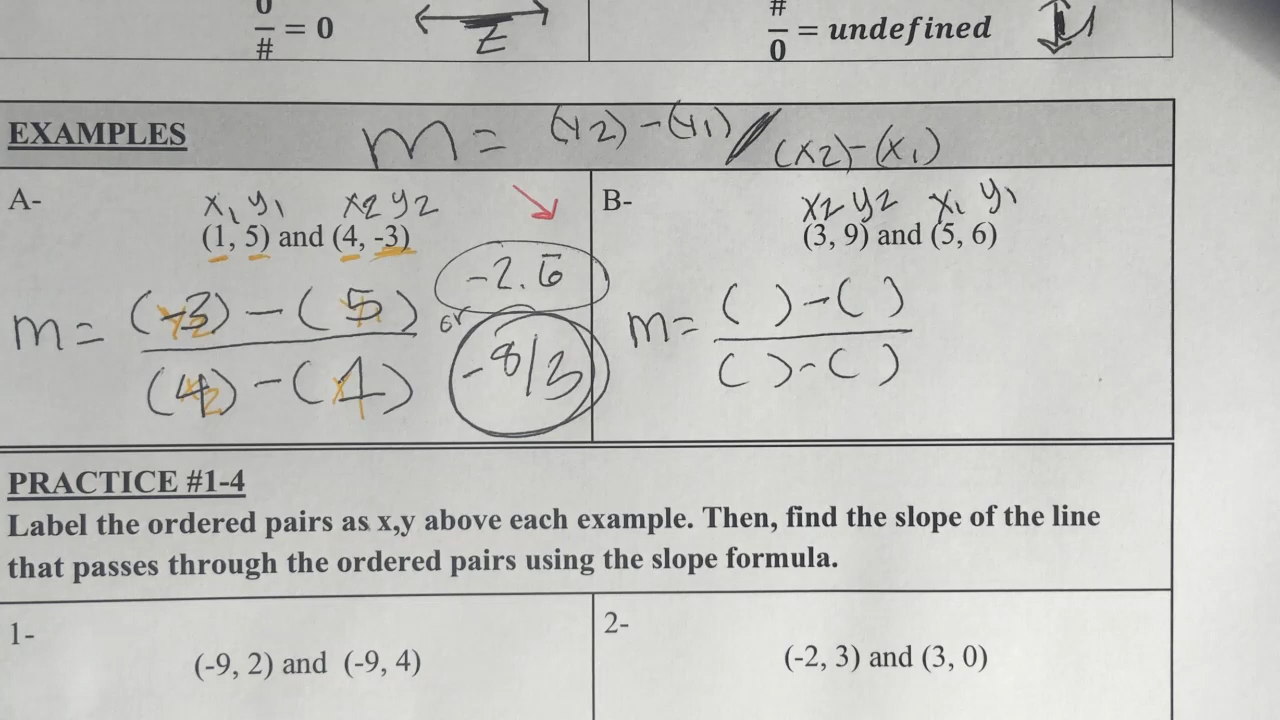 0/# = 0 Z #/0 = undefined
EXAMPLES m = (y2) - (y1) / (x2) - (x1)
A- x1 y1 x2 y2
(1, 5) and (4, -3)
m = (-3) - (5)
(4) - (1)
-2.6̅
or
-8/3
B- x2 y2 x1 y1
(3, 9) and (5, 6)
m = ( ) - ( )
( ) - ( )
PRACTICE #1-4
Label the ordered pairs as x,y above each example. Then, find the slope of the line
that passes through the ordered pairs using the slope formula.
1-
(-9, 2) and (-9, 4)
2-
(-2, 3) and (3, 0)